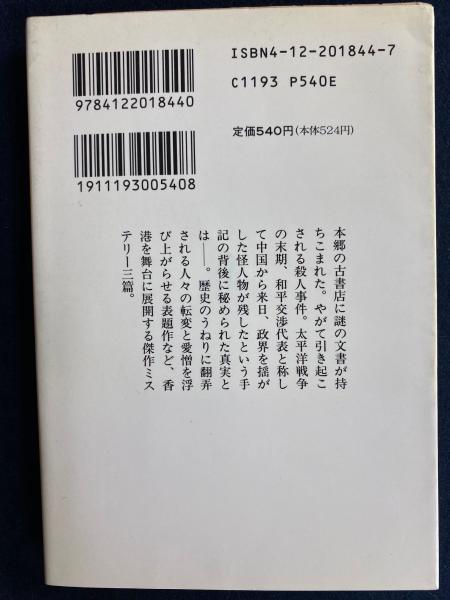 9784122018440
1911193005408
ISBN4-12-201844-7
C1193 P540E
定価540円(本体524円)
本郷の古書店に謎の文書が持
ちこまれた。やがて引き起こ
される殺人事件。太平洋戦争
の末期、和平交渉代表と称し
て中国から来日、政界を揺が
した怪人物が残したという手
記の背後に秘められた真実と
は――。歴史のうねりに翻弄
される人々の転変と愛憎を浮
び上がらせる表題作など、香
港を舞台に展開する傑作ミス
テリー三篇。